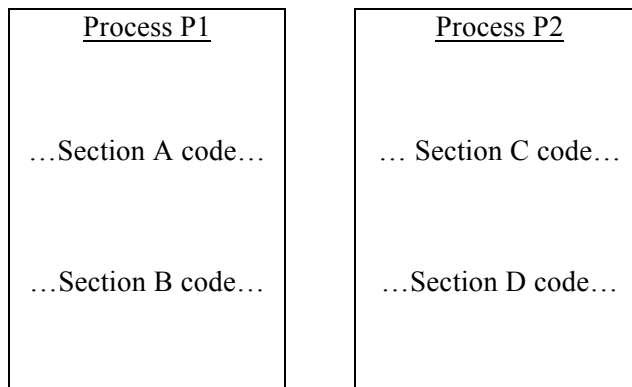 Process P1
…Section A code…
…Section B code…
Process P2
… Section C code…
…Section D code…